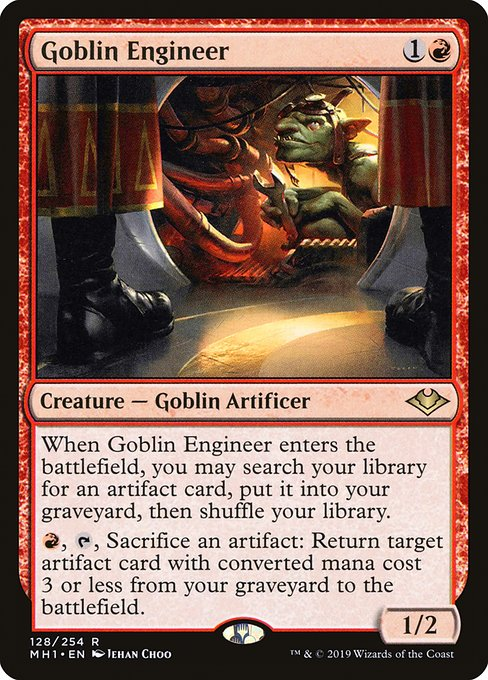 Goblin Engineer 1
Creature — Goblin Artificer
When Goblin Engineer enters the
battlefield, you may search your library
for an artifact card, put it into your
graveyard, then shuffle your library.
, , Sacrifice an artifact: Return target
artifact card with converted mana cost
3 or less from your graveyard to the
battlefield.
1/2
128/254 R
MH1 • EN Jehan Choo
™ & © 2019 Wizards of the Coast